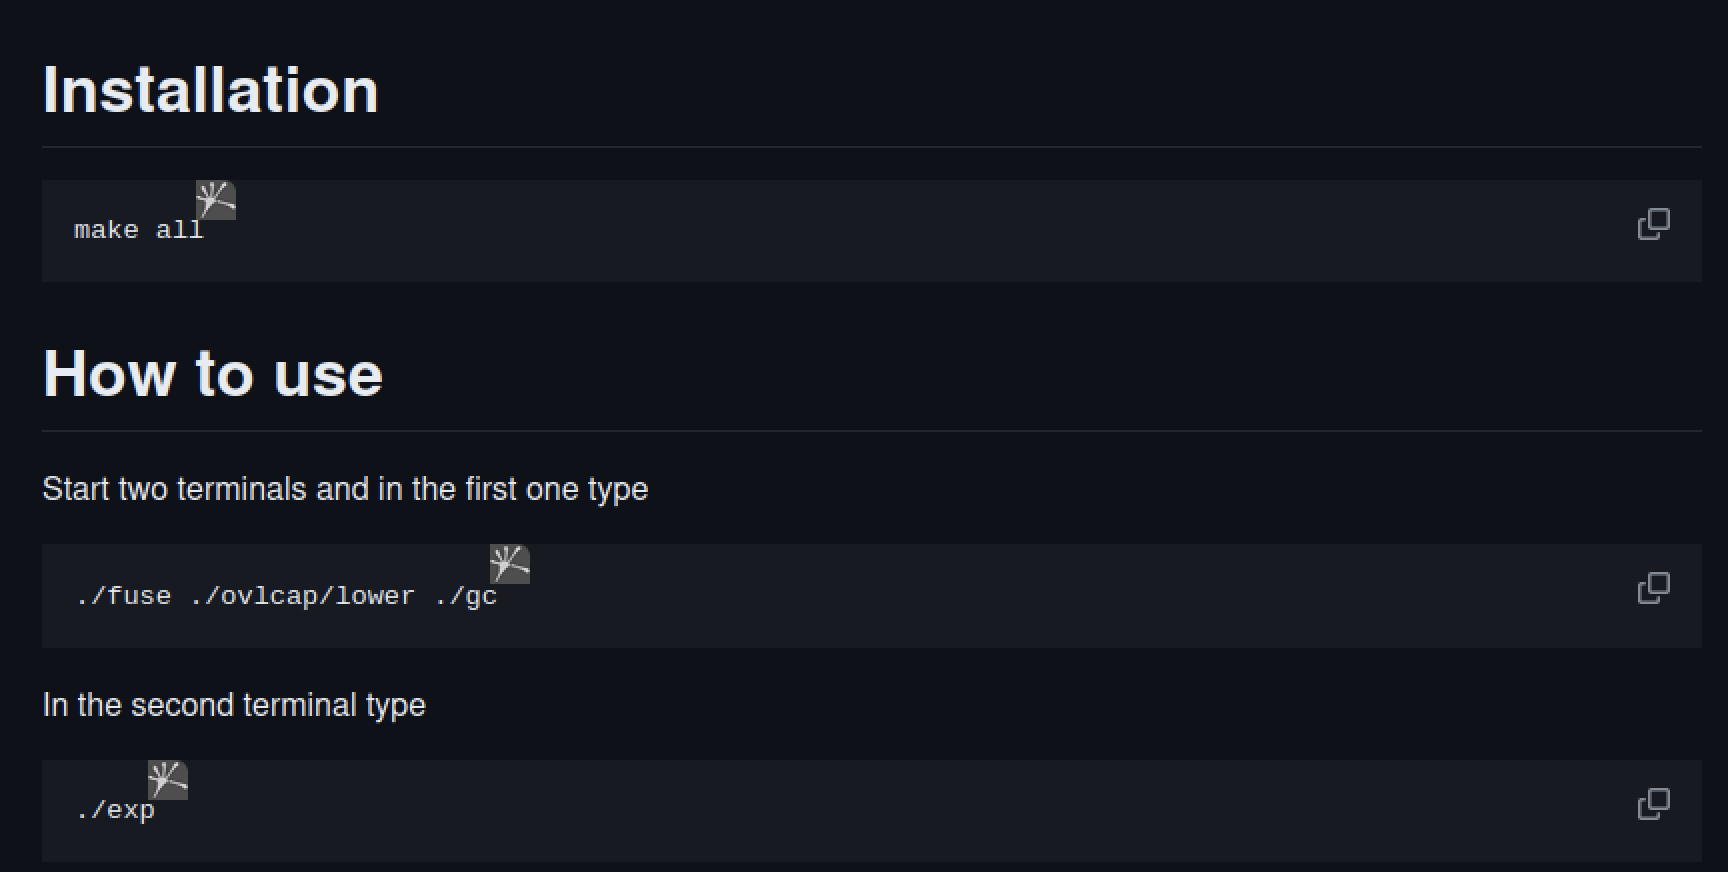 Installation
make all
How to use
Start two terminals and in the first one type
./fuse ./ovlcap/lower ./gc
In the second terminal type
./exp